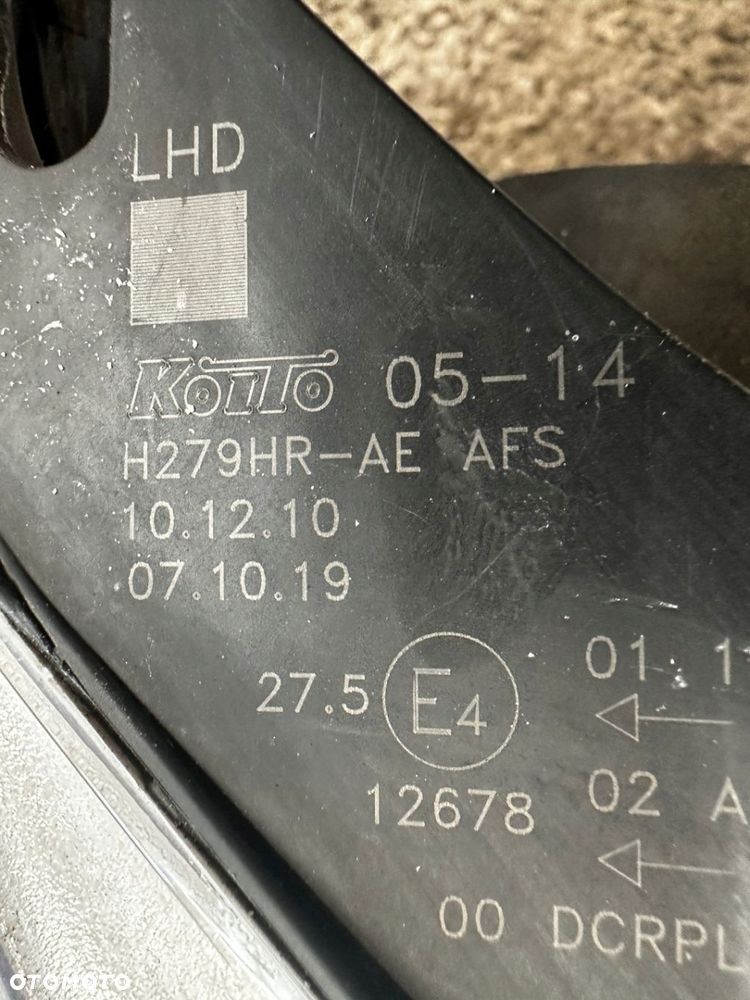 LHD
KOITO 05-14
H279HR-AE AFS
10.12.10
07.10.19
27.5 E4 01 1
12678 02 A
00 DCRPL
OTOMOTO